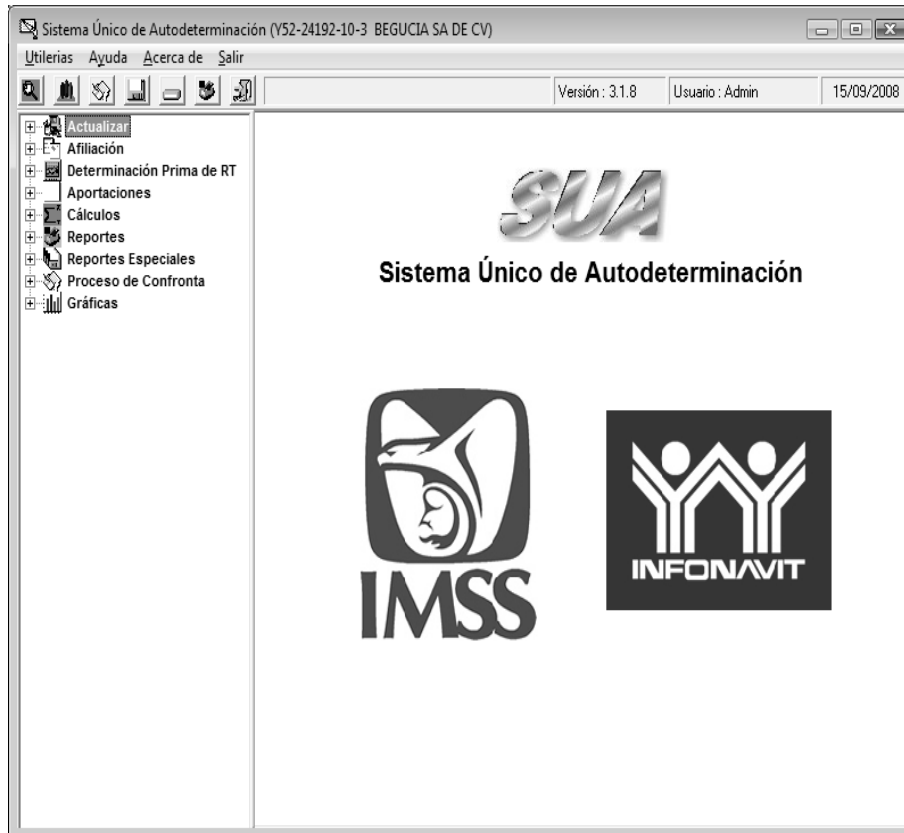 Sistema Único de Autodeterminación (Y52-24192-10-3 BEGUCIA SA DE CV)
Utilerias Ayuda Acerca de Salir
Versión : 3.1.8 Usuario : Admin 15/09/2008
Actualizar
Afiliación
Determinación Prima de RT
Aportaciones
Cálculos
Reportes
Reportes Especiales
Proceso de Confronta
Gráficas
SUA
Sistema Único de Autodeterminación
IMSS
INFONAVIT